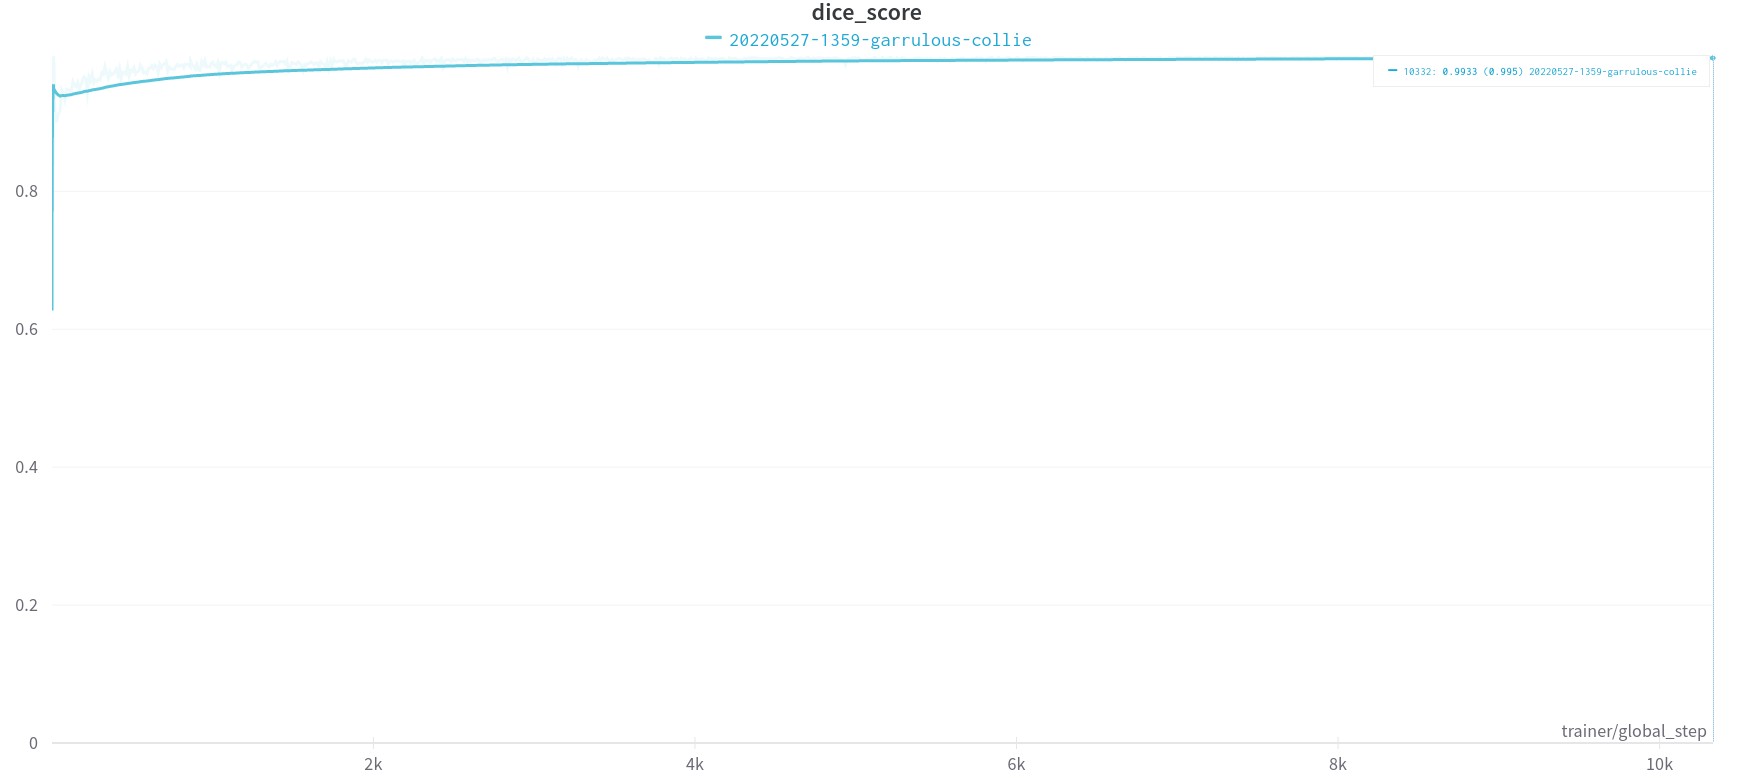 dice_score
20220527-1359-garrulous-collie
10332: 0.9933 (0.995) 20220527-1359-garrulous-collie
0.8
0.6
0.4
0.2
0
trainer/global_step
2k 4k 6k 8k 10k